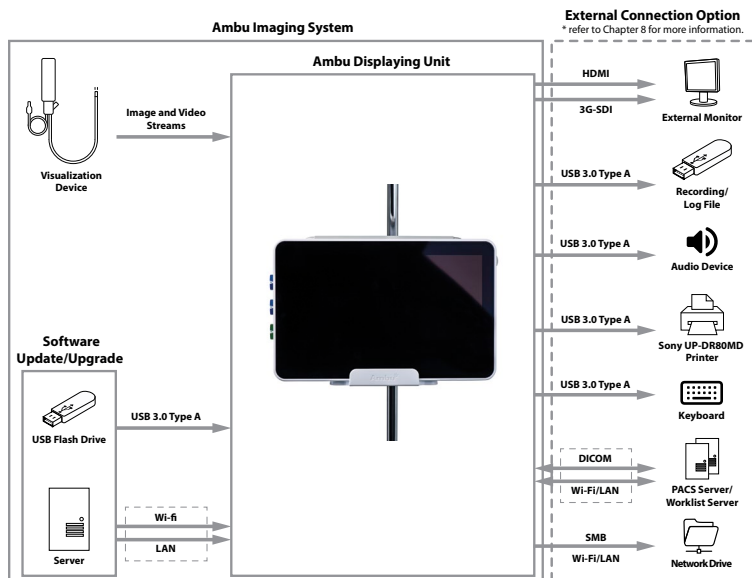 Ambu Imaging System
External Connection Option
* refer to Chapter 8 for more information.
Ambu Displaying Unit
Image and Video
Streams
Visualization
Device
Software
Update/Upgrade
USB Flash Drive
USB 3.0 Type A
Server
Wi-fi
LAN
HDMI
3G-SDI
External Monitor
USB 3.0 Type A
Recording/
Log File
USB 3.0 Type A
Audio Device
USB 3.0 Type A
Sony UP-DR80MD
Printer
USB 3.0 Type A
Keyboard
DICOM
Wi-Fi/LAN
PACS Server/
Worklist Server
SMB
Wi-Fi/LAN
Network Drive